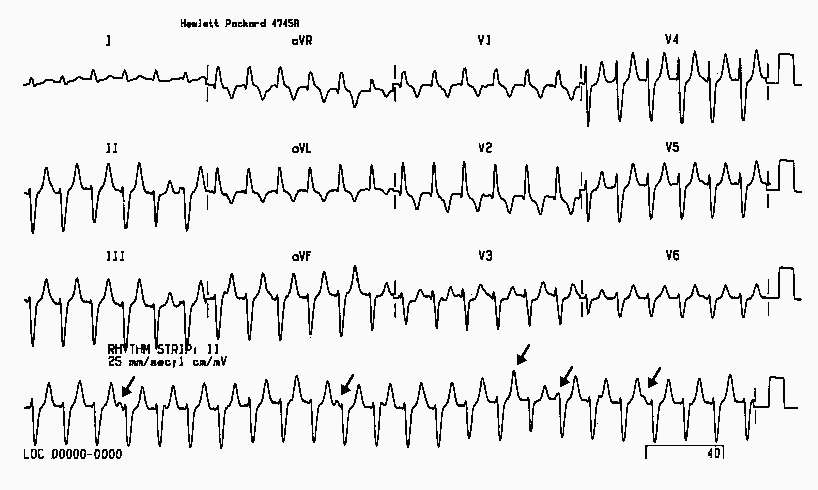 Hewlett Packard 4745A
I aVR V1 V4
II aVL V2 V5
III aVF V3 V6
RHYTHM STRIP: II
25 mm/sec;1 cm/mV
LOC 00000-0000
40